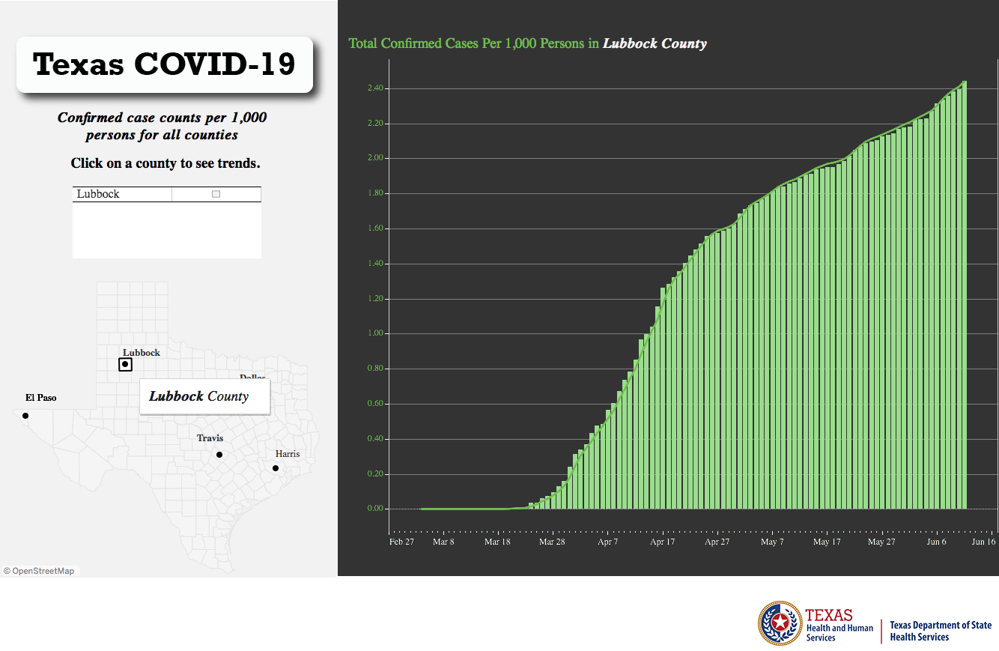 Texas COVID-19
Confirmed case counts per 1,000
persons for all counties
Click on a county to see trends.
Lubbock
Lubbock
Dallas
El Paso
Lubbock County
Travis
Harris
© OpenStreetMap
Total Confirmed Cases Per 1,000 Persons in Lubbock County
2.40
2.20
2.00
1.80
1.60
1.40
1.20
1.00
0.80
0.60
0.40
0.20
0.00
Feb 27 Mar 8 Mar 18 Mar 28 Apr 7 Apr 17 Apr 27 May 7 May 17 May 27 Jun 6 Jun 16
TEXAS
Health and Human
Services
Texas Department of State
Health Services